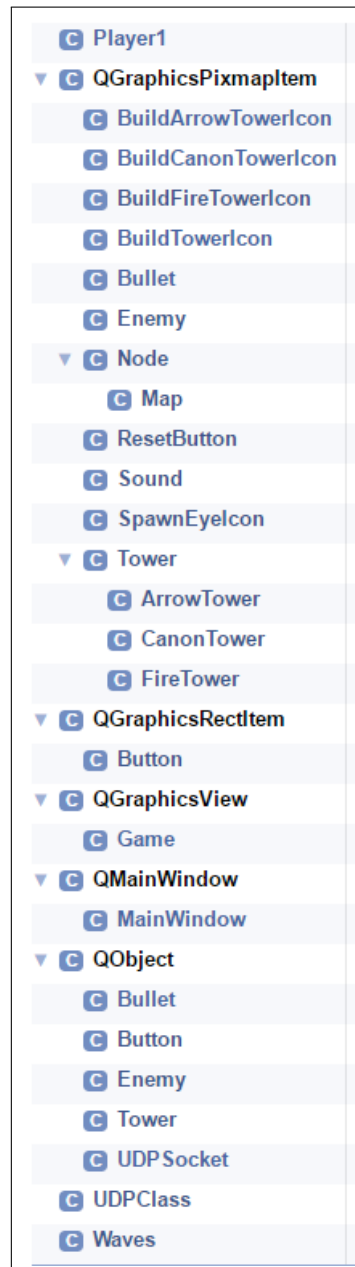 C Player1
▼ C QGraphicsPixmapItem
C BuildArrowTowerIcon
C BuildCanonTowerIcon
C BuildFireTowerIcon
C BuildTowerIcon
C Bullet
C Enemy
▼ C Node
C Map
C ResetButton
C Sound
C SpawnEyeIcon
▼ C Tower
C ArrowTower
C CanonTower
C FireTower
▼ C QGraphicsRectItem
C Button
▼ C QGraphicsView
C Game
▼ C QMainWindow
C MainWindow
▼ C QObject
C Bullet
C Button
C Enemy
C Tower
C UDPSocket
C UDPClass
C Waves